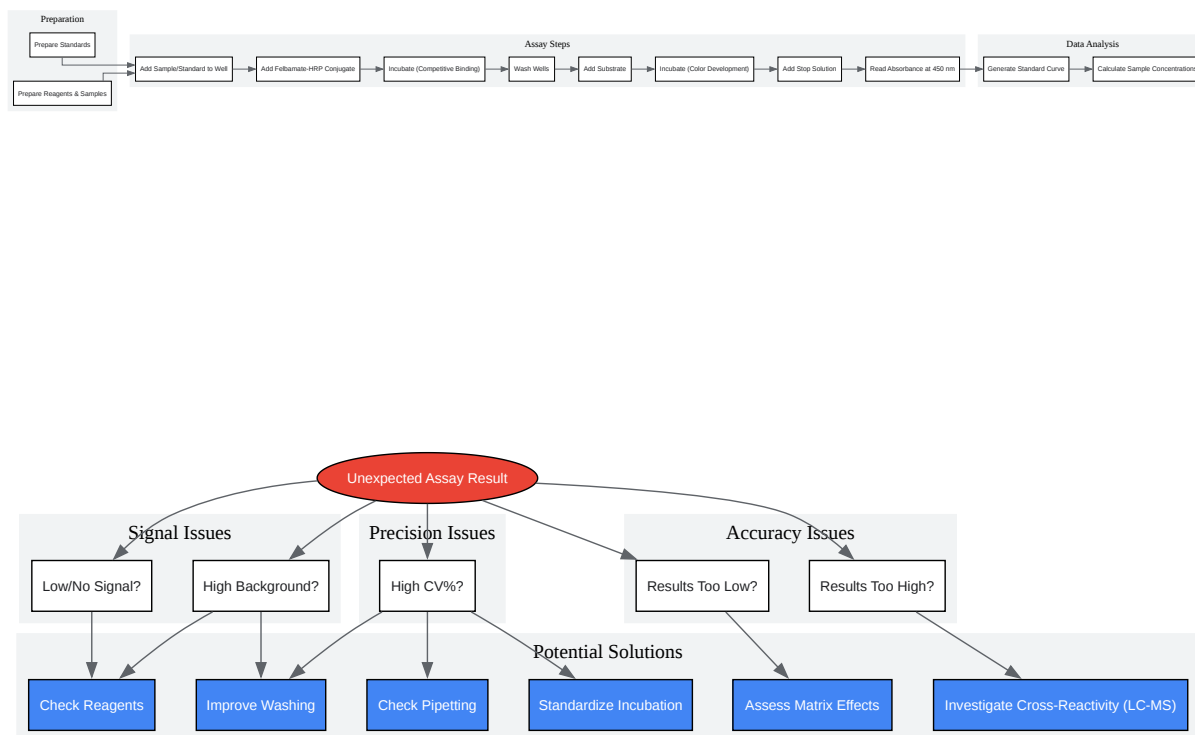 Preparation
Prepare Standards
Prepare Reagents & Samples
Assay Steps
Add Sample/Standard to Well
Add Felbamate-HRP Conjugate
Incubate (Competitive Binding)
Wash Wells
Add Substrate
Incubate (Color Development)
Add Stop Solution
Read Absorbance at 450 nm
Data Analysis
Generate Standard Curve
Calculate Sample Concentrations
Unexpected Assay Result
Signal Issues
Precision Issues
Accuracy Issues
Low/No Signal?
High Background?
High CV%?
Results Too Low?
Results Too High?
Potential Solutions
Check Reagents
Improve Washing
Check Pipetting
Standardize Incubation
Assess Matrix Effects
Investigate Cross-Reactivity (LC-MS)